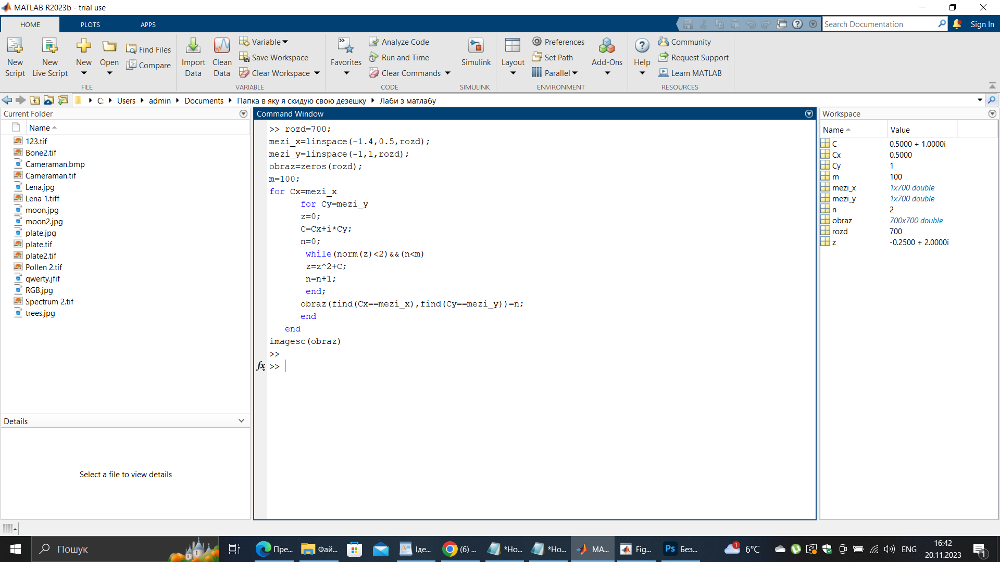 MATLAB R2023b - trial use
HOME
PLOTS
APPS
Search Documentation
Sign In
New Script
New Live Script
New
Open
Find Files
Compare
FILE
Import Data
Clean Data
Variable
Save Workspace
Clear Workspace
VARIABLE
Favorites
Analyze Code
Run and Time
Clear Commands
CODE
Simulink
SIMULINK
Layout
Preferences
Set Path
Parallel
Add-Ons
ENVIRONMENT
Help
Community
Request Support
Learn MATLAB
RESOURCES
C: Users admin Documents Папка в яку я скидую свою дезешку Лаби з матлабу
Current Folder
Name
123.tif
Bone2.tif
Cameraman.bmp
Cameraman.tif
Lena.jpg
Lena 1.tiff
moon.jpg
moon2.jpg
plate.jpg
plate.tif
plate2.tif
Pollen 2.tif
qwerty.jfif
RGB.jpg
Spectrum 2.tif
trees.jpg
Details
Select a file to view details
Command Window
>> rozd=700;
mezi_x=linspace(-1.4,0.5,rozd);
mezi_y=linspace(-1,1,rozd);
obraz=zeros(rozd);
m=100;
for Cx=mezi_x
for Cy=mezi_y
z=0;
C=Cx+i*Cy;
n=0;
while(norm(z)<2)&&(n<m)
z=z^2+C;
n=n+1;
end;
obraz(find(Cx==mezi_x),find(Cy==mezi_y))=n;
end
end
imagesc(obraz)
>>
fx >>
Workspace
Name Value
C 0.5000 + 1.0000i
Cx 0.5000
Cy 1
m 100
mezi_x 1x700 double
mezi_y 1x700 double
n 2
obraz 700x700 double
rozd 700
z -0.2500 + 2.0000i
Пошук
Пре...
Фай...
Іде...
(6) ...
*Но...
*Но...
MA...
Fig...
Ps Без...
1
6°C
ENG
16:42
20.11.2023
1